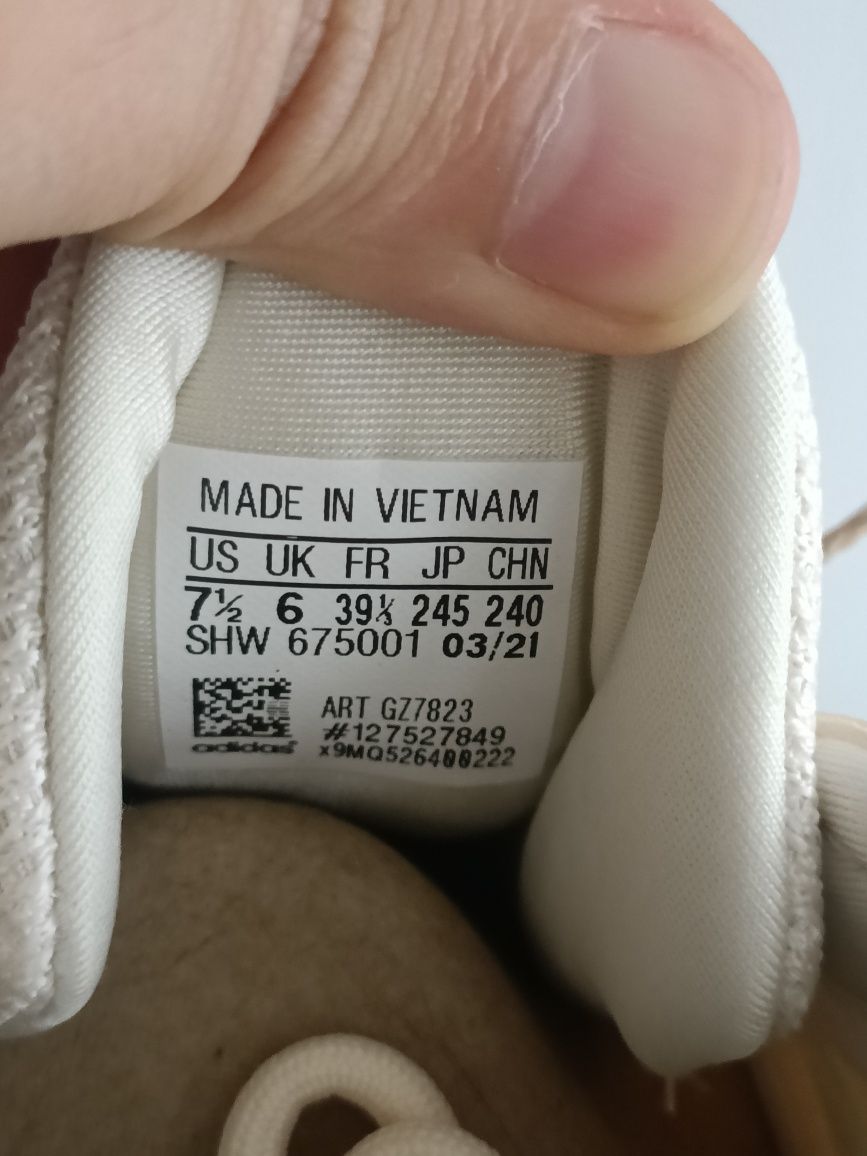 MADE IN VIETNAM
US UK FR JP CHN
7½ 6 39⅓ 245 240
SHW 675001 03/21
ART GZ7823
#127527849
adidas x9MQ526400222